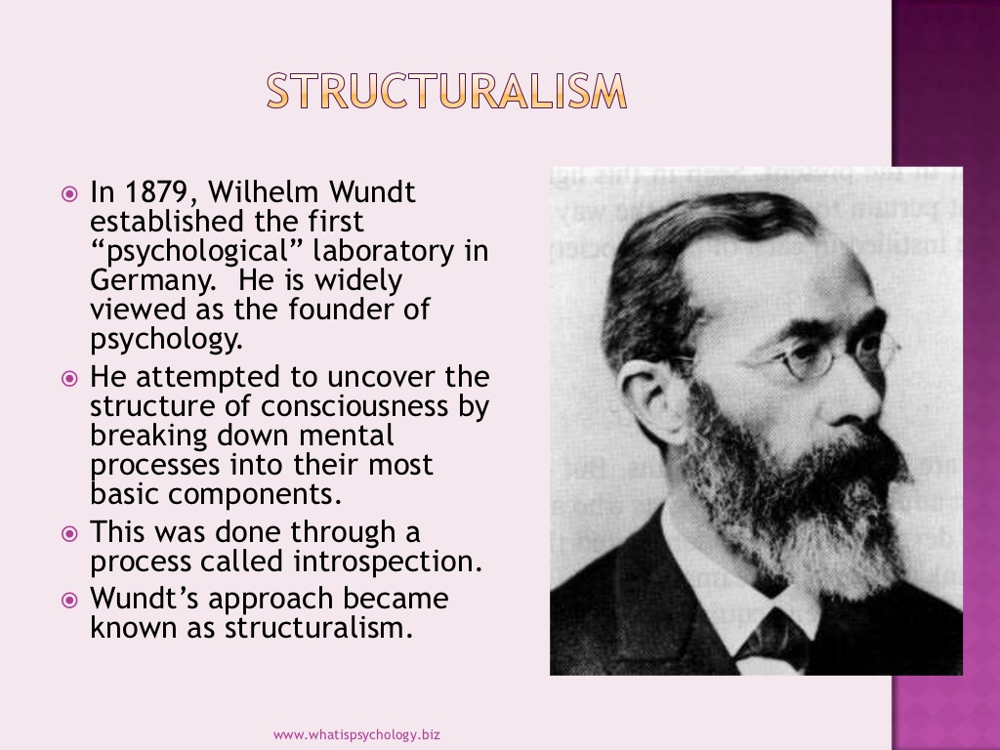 STRUCTURALISM
In 1879, Wilhelm Wundt
established the first
“psychological” laboratory in
Germany.  He is widely
viewed as the founder of
psychology.
He attempted to uncover the
structure of consciousness by
breaking down mental
processes into their most
basic components.
This was done through a
process called introspection.
Wundt’s approach became
known as structuralism.
www.whatispsychology.biz